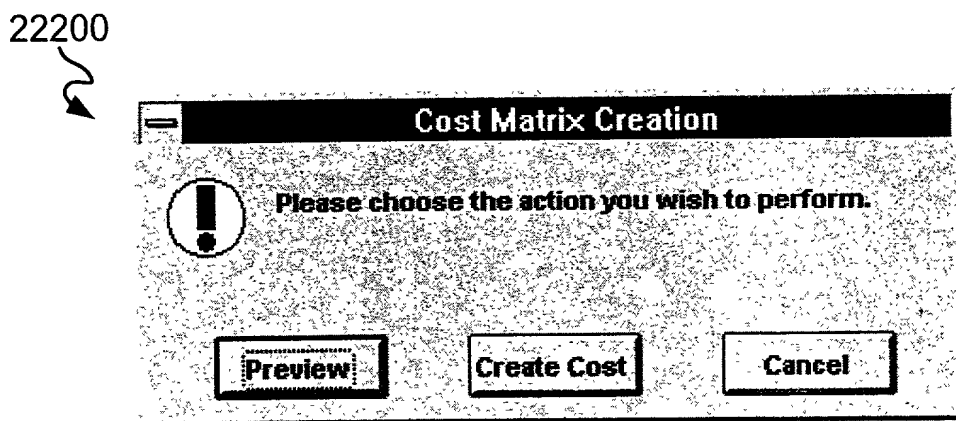 22200
Cost Matrix Creation
Please choose the action you wish to perform.
Preview Create Cost Cancel